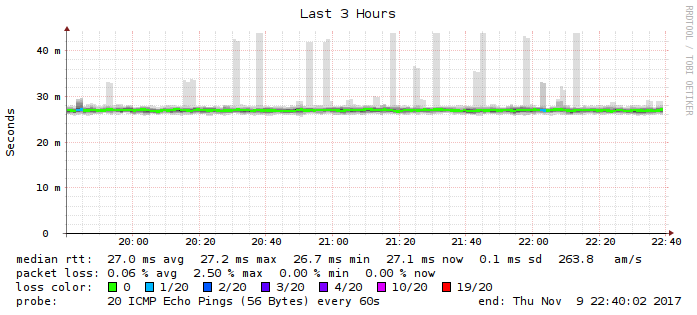 Last 3 Hours
RRDTOOL / TOBI OETIKER
Seconds
40 m
30 m
20 m
10 m
0
20:00 20:20 20:40 21:00 21:20 21:40 22:00 22:20 22:40
median rtt: 27.0 ms avg 27.2 ms max 26.7 ms min 27.1 ms now 0.1 ms sd 263.8 am/s
packet loss: 0.06 % avg 2.50 % max 0.00 % min 0.00 % now
loss color: 0 1/20 2/20 3/20 4/20 10/20 19/20
probe: 20 ICMP Echo Pings (56 Bytes) every 60s end: Thu Nov 9 22:40:02 2017